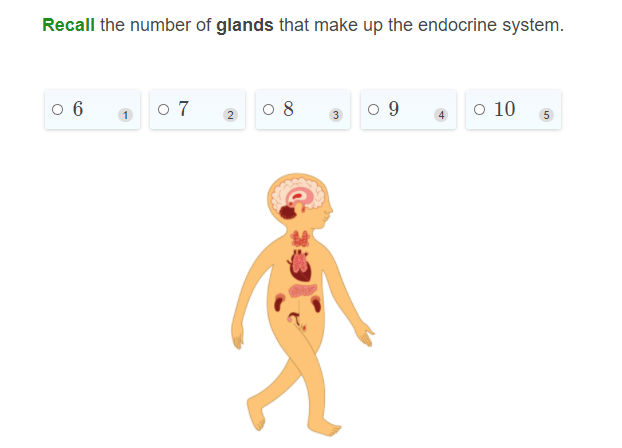 Recall the number of glands that make up the endocrine system.
6 1 7 2 8 3 9 4 10 5